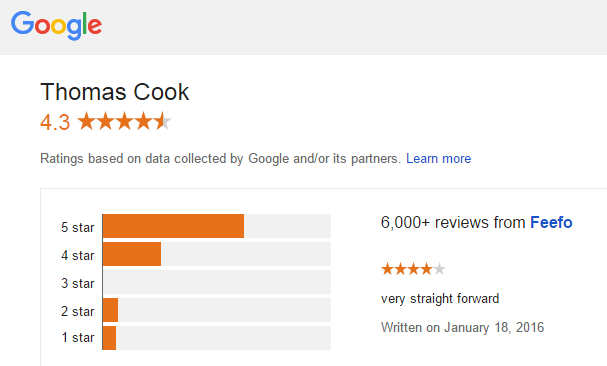 Google
Thomas Cook
4.3
Ratings based on data collected by Google and/or its partners. Learn more
5 star
4 star
3 star
2 star
1 star
6,000+ reviews from Feefo
very straight forward
Written on January 18, 2016